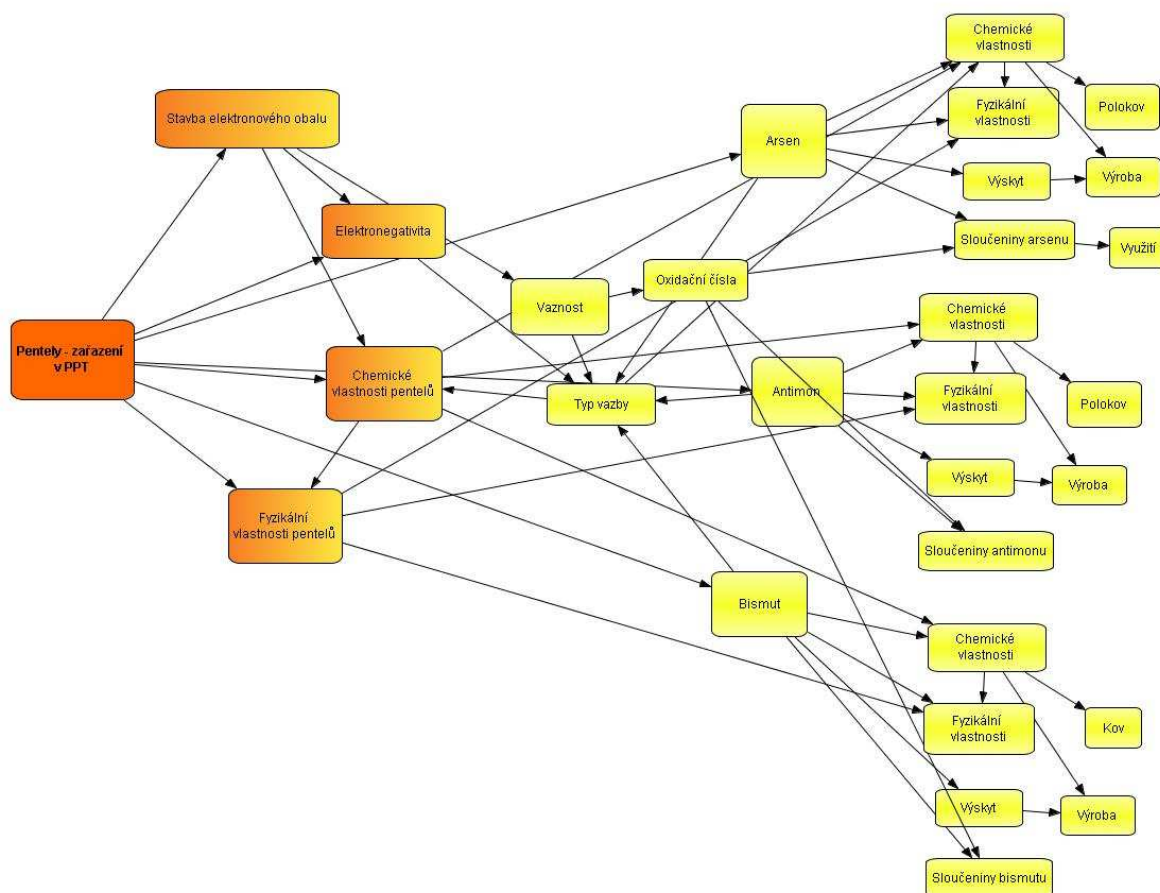 Chemické
vlastnosti
Polokov
Fyzikální
vlastnosti
Stavba elektronového obalu
Arsen
Výskyt
Výroba
Elektronegativita
Sloučeniny arsenu
Využití
Oxidační čísla
Vaznost
Chemické
vlastnosti
Pentely - zařazení
v PPT
Chemické
vlastnosti pentelů
Typ vazby
Antimon
Fyzikální
vlastnosti
Polokov
Výskyt
Výroba
Fyzikální
vlastnosti pentelů
Sloučeniny antimonu
Bismut
Chemické
vlastnosti
Fyzikální
vlastnosti
Kov
Výskyt
Výroba
Sloučeniny bismutu